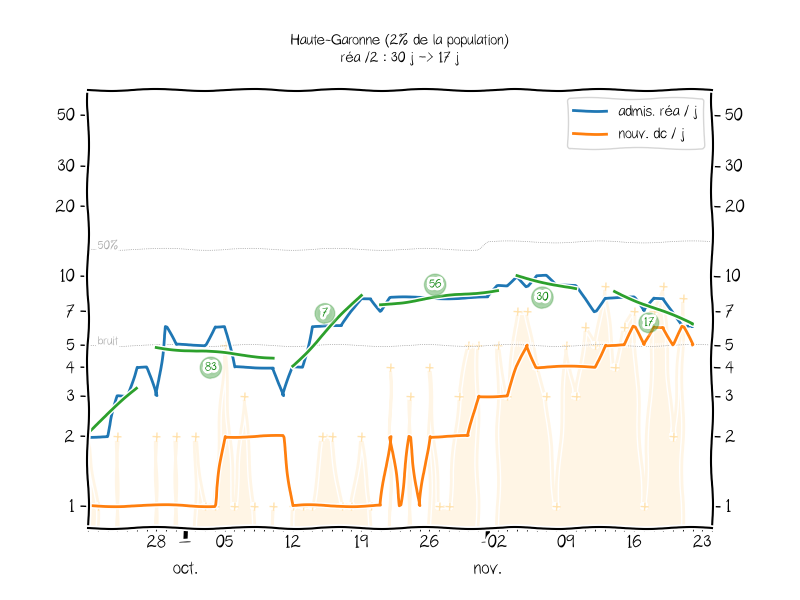 Haute-Garonne (2% de la population)
réa /2 : 30 j -> 17 j
admis. réa / j
nouv. dc / j
50 50
30 30
20 20
50%
10 10
7 7
bruit
5 5
4 4
3 3
2 2
1 1
83 7 56 30 17
28 05 12 19 26 02 09 16 23
oct. nov.